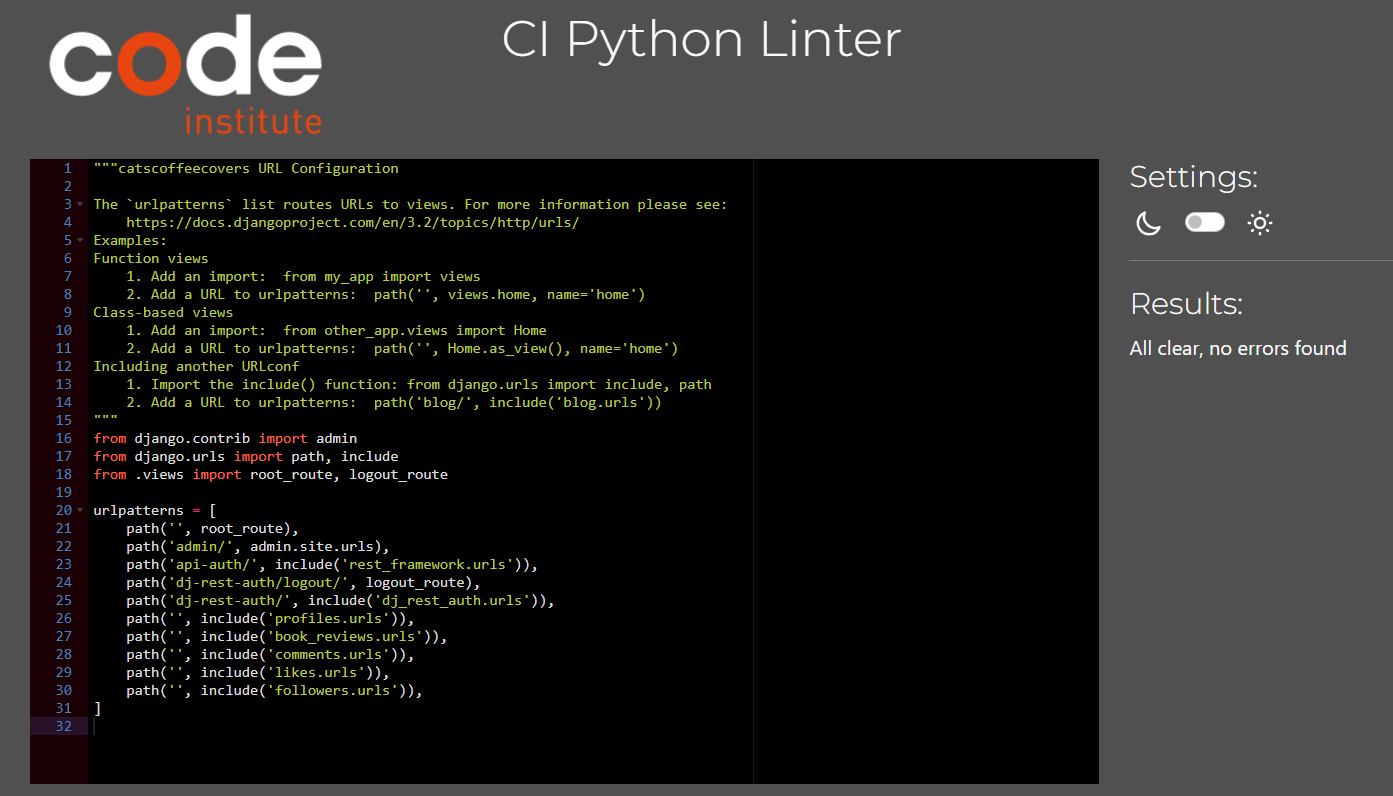 code
institute
CI Python Linter
1 """catscoffeecovers URL Configuration
2
3 The `urlpatterns` list routes URLs to views. For more information please see:
4     https://docs.djangoproject.com/en/3.2/topics/http/urls/
5 Examples:
6 Function views
7     1. Add an import:  from my_app import views
8     2. Add a URL to urlpatterns:  path('', views.home, name='home')
9 Class-based views
10     1. Add an import:  from other_app.views import Home
11     2. Add a URL to urlpatterns:  path('', Home.as_view(), name='home')
12 Including another URLconf
13     1. Import the include() function: from django.urls import include, path
14     2. Add a URL to urlpatterns:  path('blog/', include('blog.urls'))
15 """
16 from django.contrib import admin
17 from django.urls import path, include
18 from .views import root_route, logout_route
19
20 urlpatterns = [
21     path('', root_route),
22     path('admin/', admin.site.urls),
23     path('api-auth/', include('rest_framework.urls')),
24     path('dj-rest-auth/logout/', logout_route),
25     path('dj-rest-auth/', include('dj_rest_auth.urls')),
26     path('', include('profiles.urls')),
27     path('', include('book_reviews.urls')),
28     path('', include('comments.urls')),
29     path('', include('likes.urls')),
30     path('', include('followers.urls')),
31 ]
32
Settings:
Results:
All clear, no errors found